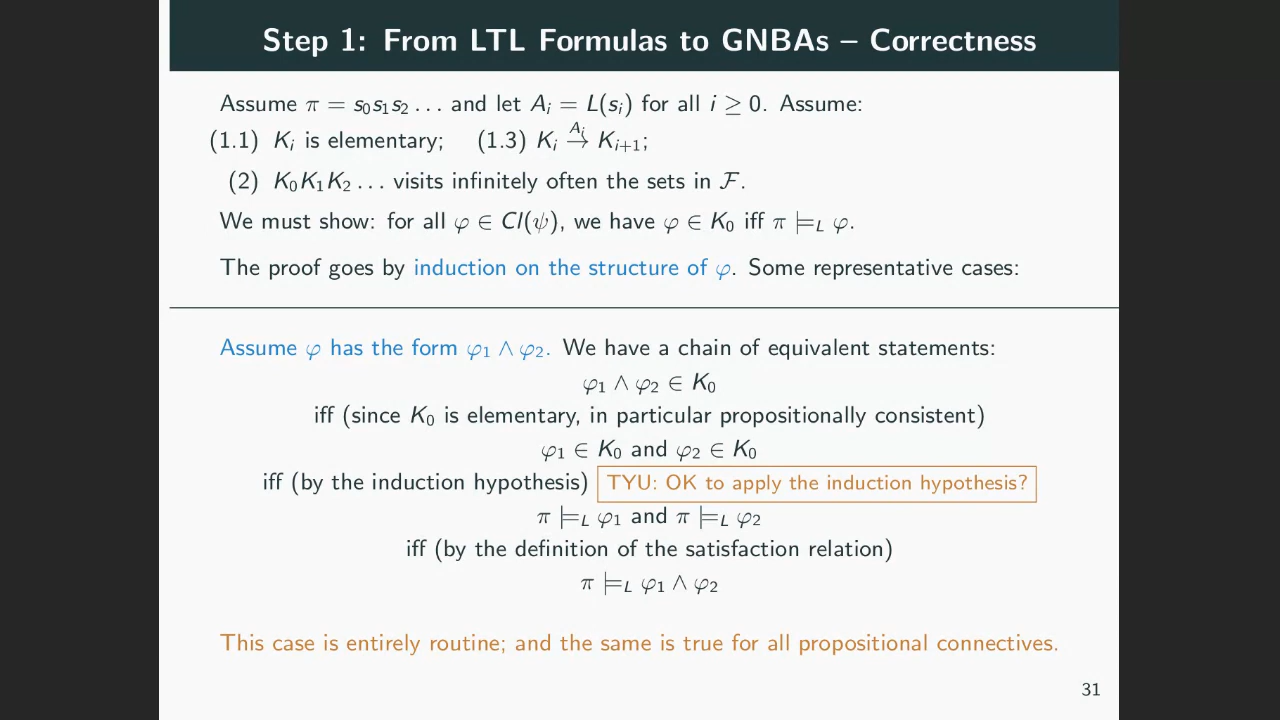 Step 1: From LTL Formulas to GNBAs – Correctness
Assume π = s₀s₁s₂ … and let Aᵢ = L(sᵢ) for all i ≥ 0. Assume:
(1.1) Kᵢ is elementary; (1.3) Kᵢ →^{Aᵢ} Kᵢ₊₁;
(2) K₀K₁K₂ … visits infinitely often the sets in ℱ.
We must show: for all φ ∈ Cl(ψ), we have φ ∈ K₀ iff π ⊨_L φ.
The proof goes by induction on the structure of φ. Some representative cases:
Assume φ has the form φ₁ ∧ φ₂. We have a chain of equivalent statements:
φ₁ ∧ φ₂ ∈ K₀
iff (since K₀ is elementary, in particular propositionally consistent)
φ₁ ∈ K₀ and φ₂ ∈ K₀
iff (by the induction hypothesis) TYU: OK to apply the induction hypothesis?
π ⊨_L φ₁ and π ⊨_L φ₂
iff (by the definition of the satisfaction relation)
π ⊨_L φ₁ ∧ φ₂
This case is entirely routine; and the same is true for all propositional connectives.
31